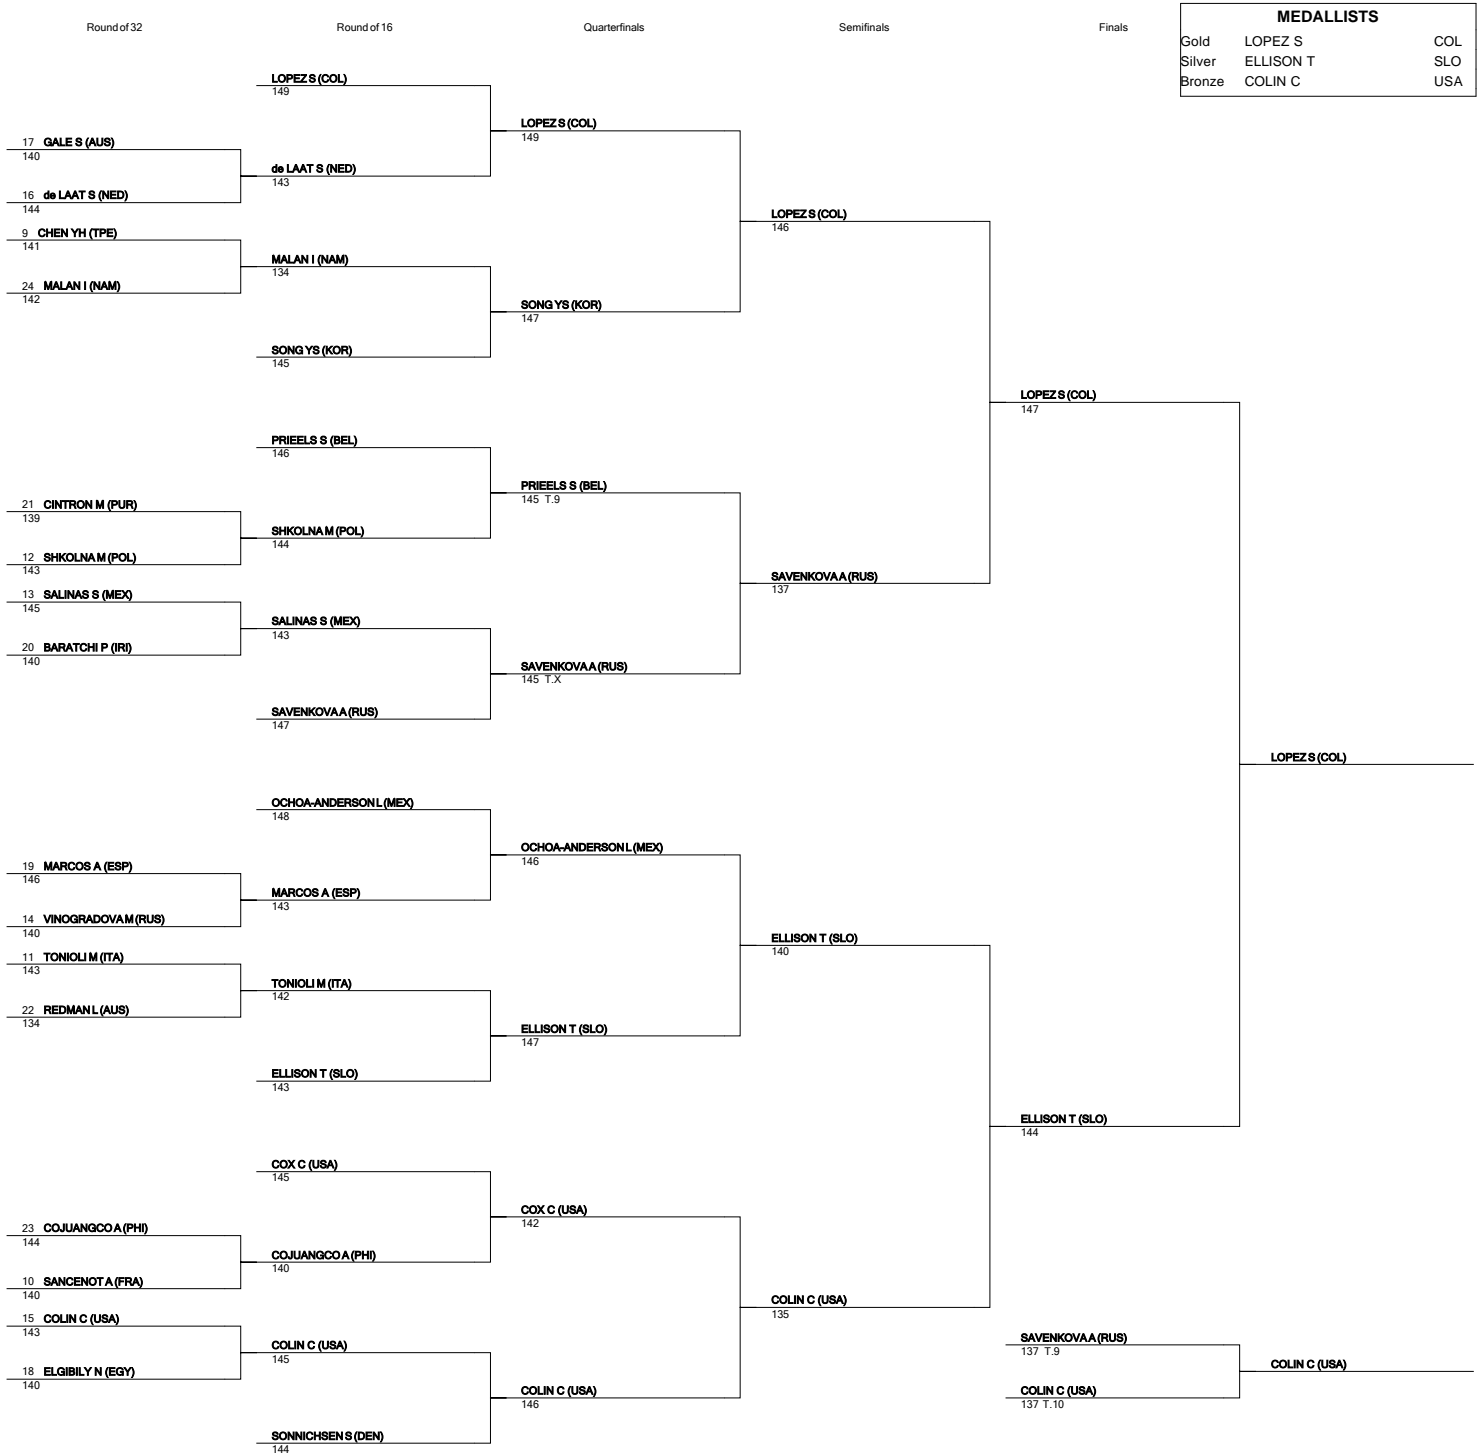 Round of 32
Round of 16
Quarterfinals
Semifinals
Finals
MEDALLISTS
Gold LOPEZ S COL
Silver ELLISON T SLO
Bronze COLIN C USA
17 GALE S (AUS)
140
16 de LAAT S (NED)
144
9 CHEN YH (TPE)
141
24 MALAN I (NAM)
142
21 CINTRON M (PUR)
139
12 SHKOLNA M (POL)
143
13 SALINAS S (MEX)
145
20 BARATCHI P (IRI)
140
19 MARCOS A (ESP)
146
14 VINOGRADOVA M (RUS)
140
11 TONIOLI M (ITA)
143
22 REDMAN L (AUS)
134
23 COJUANGCO A (PHI)
144
10 SANCENOT A (FRA)
140
15 COLIN C (USA)
143
18 ELGIBILY N (EGY)
140
LOPEZ S (COL)
149
de LAAT S (NED)
143
MALAN I (NAM)
134
SONG YS (KOR)
145
PRIEELS S (BEL)
146
SHKOLNA M (POL)
144
SALINAS S (MEX)
143
SAVENKOVA A (RUS)
147
OCHOA-ANDERSON L (MEX)
148
MARCOS A (ESP)
143
TONIOLI M (ITA)
142
ELLISON T (SLO)
143
COX C (USA)
145
COJUANGCO A (PHI)
140
COLIN C (USA)
145
SONNICHSEN S (DEN)
144
LOPEZ S (COL)
149
SONG YS (KOR)
147
PRIEELS S (BEL)
145 T.9
SAVENKOVA A (RUS)
145 T.X
OCHOA-ANDERSON L (MEX)
146
ELLISON T (SLO)
147
COX C (USA)
142
COLIN C (USA)
146
LOPEZ S (COL)
146
SAVENKOVA A (RUS)
137
ELLISON T (SLO)
140
COLIN C (USA)
135
LOPEZ S (COL)
147
ELLISON T (SLO)
144
SAVENKOVA A (RUS)
137 T.9
COLIN C (USA)
137 T.10
LOPEZ S (COL)
COLIN C (USA)